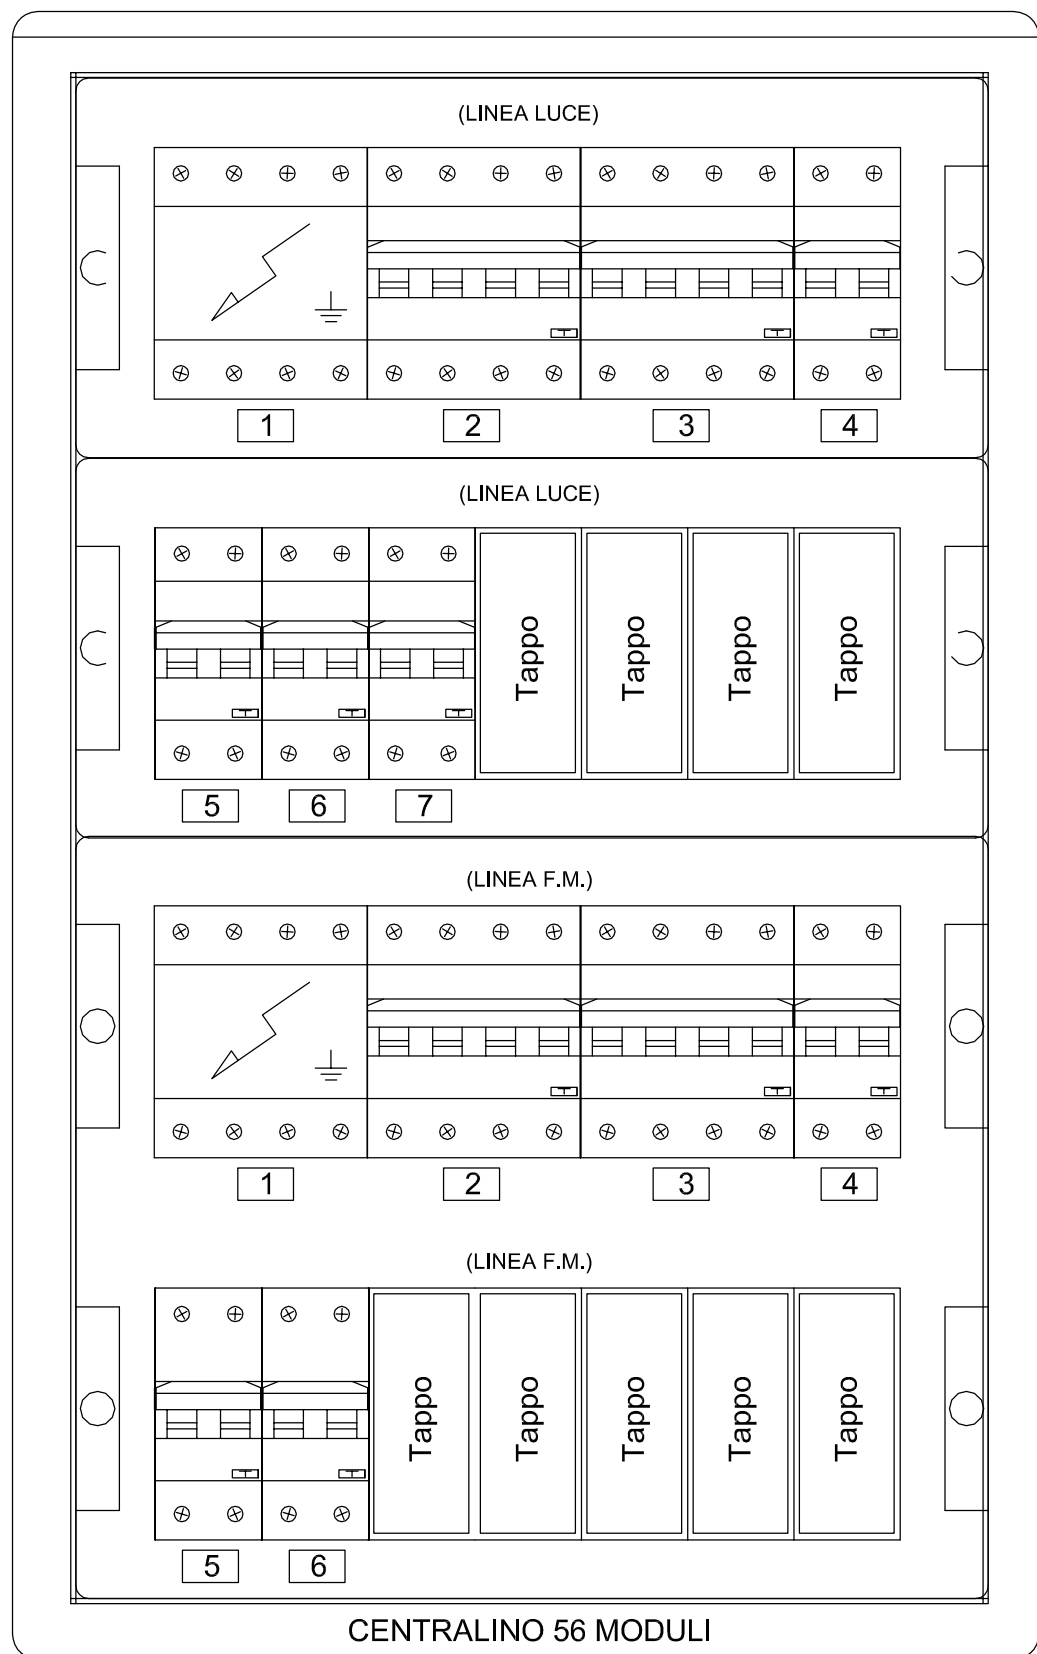 (LINEA LUCE)
1 2 3 4
(LINEA LUCE)
Tappo Tappo Tappo Tappo
5 6 7
(LINEA F.M.)
1 2 3 4
(LINEA F.M.)
Tappo Tappo Tappo Tappo Tappo
5 6
CENTRALINO 56 MODULI